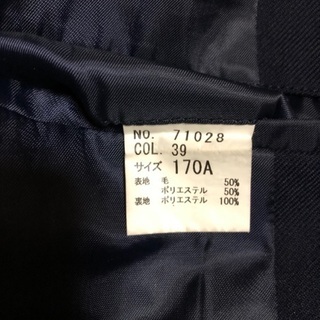 NO. 71028
COL. 39
サイズ 170A
表地 毛 50%
ポリエステル 50%
裏地 ポリエステル 100%